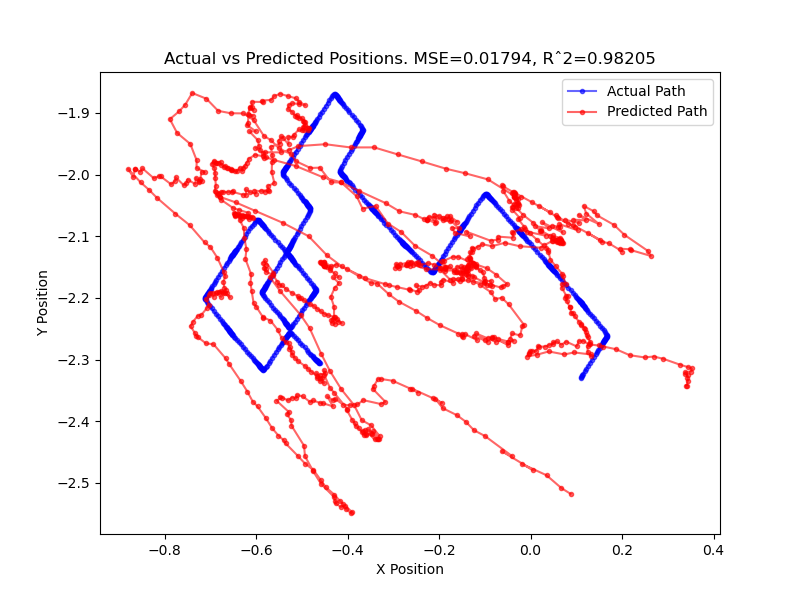 Actual vs Predicted Positions. MSE=0.01794, Rˆ2=0.98205
Actual Path
Predicted Path
−1.9
−2.0
−2.1
−2.2
−2.3
−2.4
−2.5
Y Position
−0.8
−0.6
−0.4
−0.2
0.0
0.2
0.4
X Position